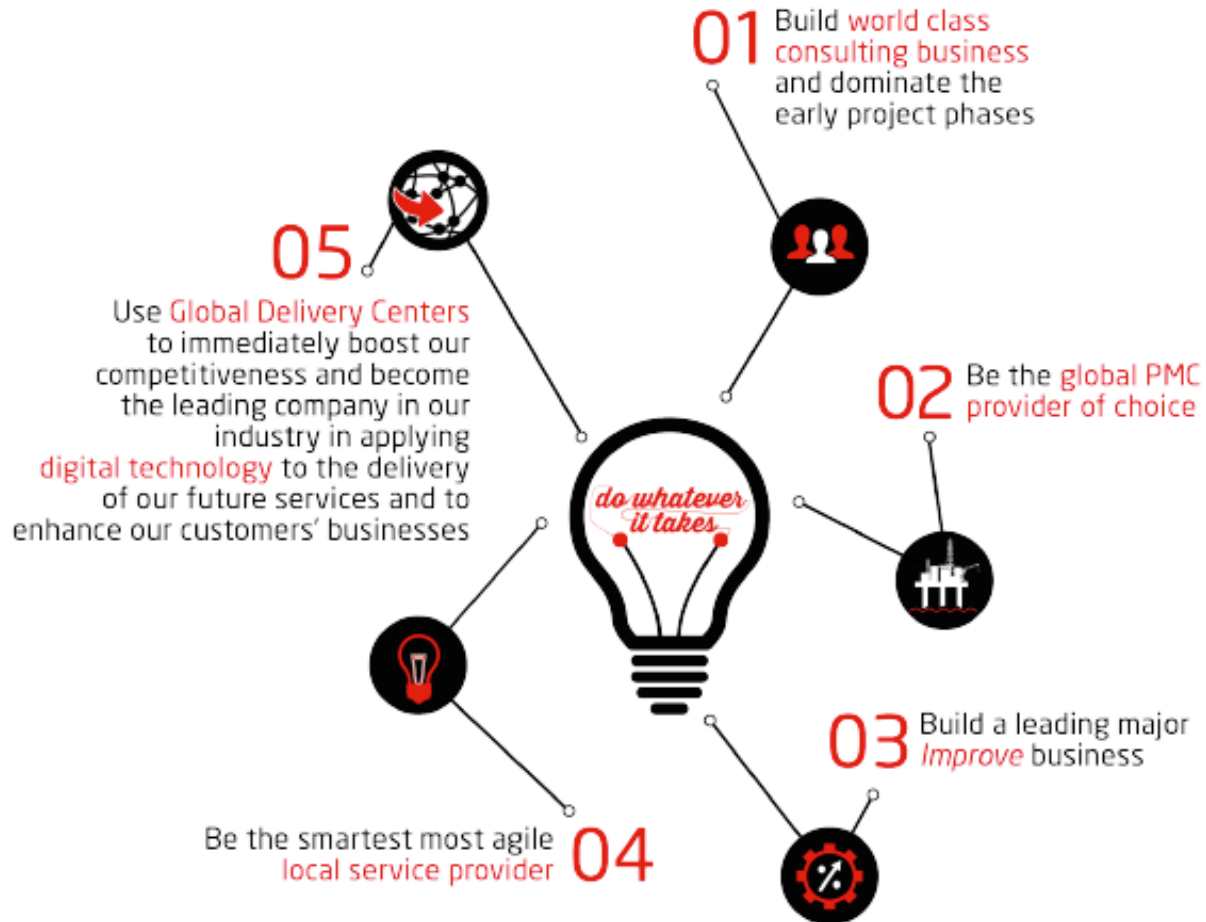 01
Build world class
consulting business
and dominate the
early project phases
02
Be the global PMC
provider of choice
03
Build a leading major
Improve business
04
Be the smartest most agile
local service provider
05
Use Global Delivery Centers
to immediately boost our
competitiveness and become
the leading company in our
industry in applying
digital technology to the delivery
of our future services and to
enhance our customers’ businesses
do whatever
it takes